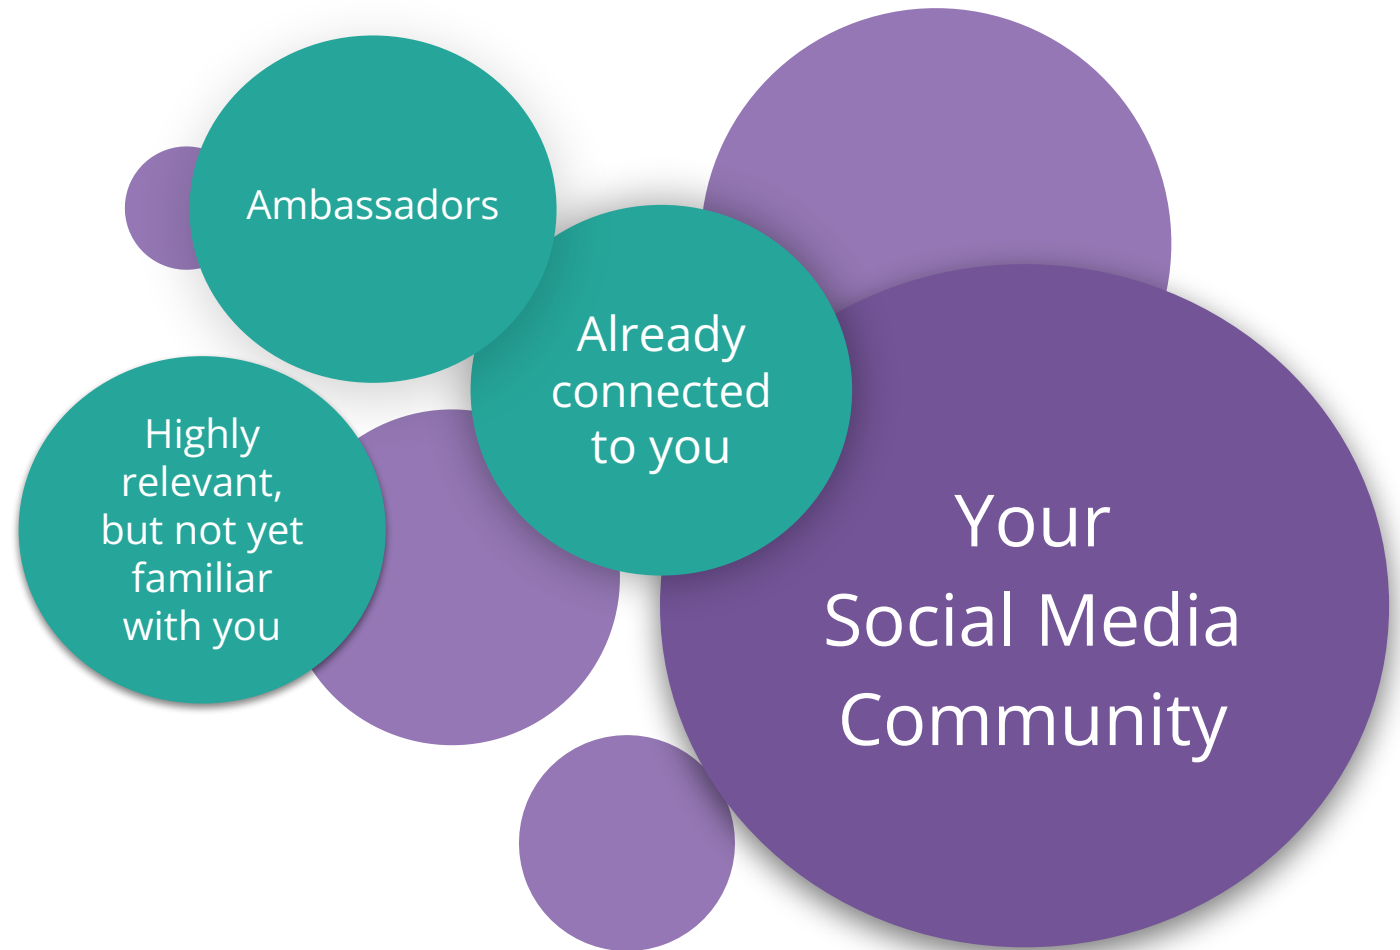 Ambassadors
Already
connected
to you
Highly
relevant,
but not yet
familiar
with you
Your
Social Media
Community